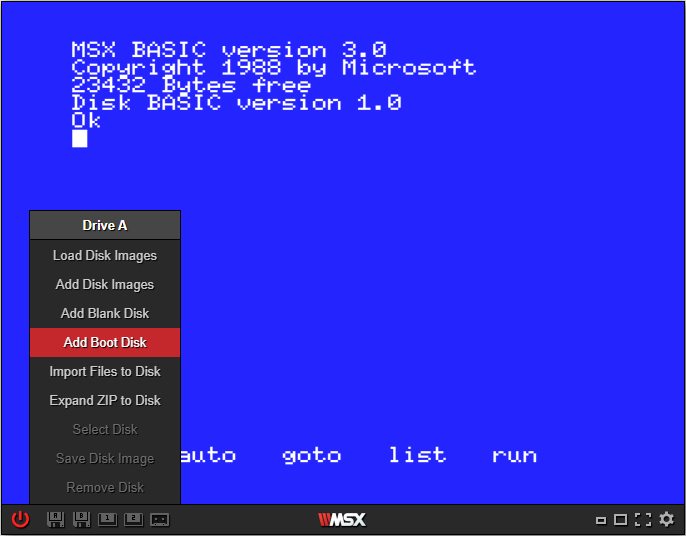 MSX BASIC version 3.0
Copyright 1988 by Microsoft
23432 Bytes free
Disk BASIC version 1.0
Ok
Drive A
Load Disk Images
Add Disk Images
Add Blank Disk
Add Boot Disk
Import Files to Disk
Expand ZIP to Disk
Select Disk
Save Disk Image
Remove Disk
auto goto list run
A B 1 2
WMSX